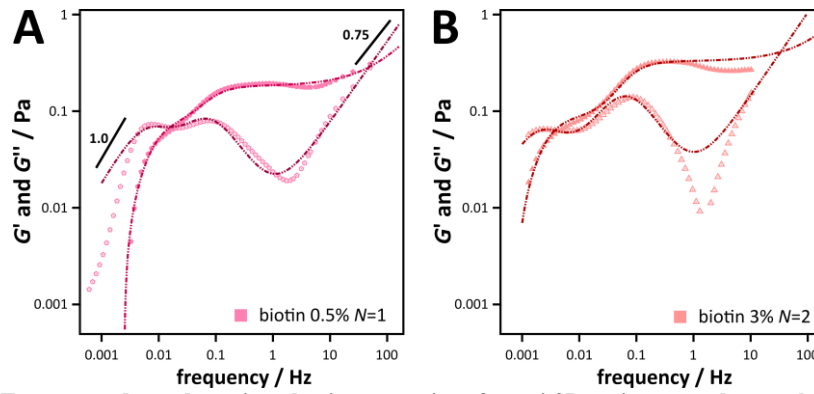 A
B
G' and G'' / Pa
1
0.1
0.01
0.001
1.0
0.75
biotin 0.5% N=1
0.001 0.01 0.1 1 10 100
frequency / Hz
G' and G'' / Pa
1
0.1
0.01
0.001
biotin 3% N=2
0.001 0.01 0.1 1 10 100
frequency / Hz